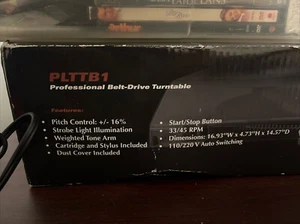 arthur
PLTTB1
Professional Belt-Drive Turntable
Features:
Pitch Control: +/- 16%
Strobe Light Illumination
Weighted Tone Arm
Cartridge and Stylus Included
Dust Cover Included
Start/Stop Button
33/45 RPM
Dimensions: 16.93"W x 4.73"H x 14.57"D
110/220 V Auto Switching